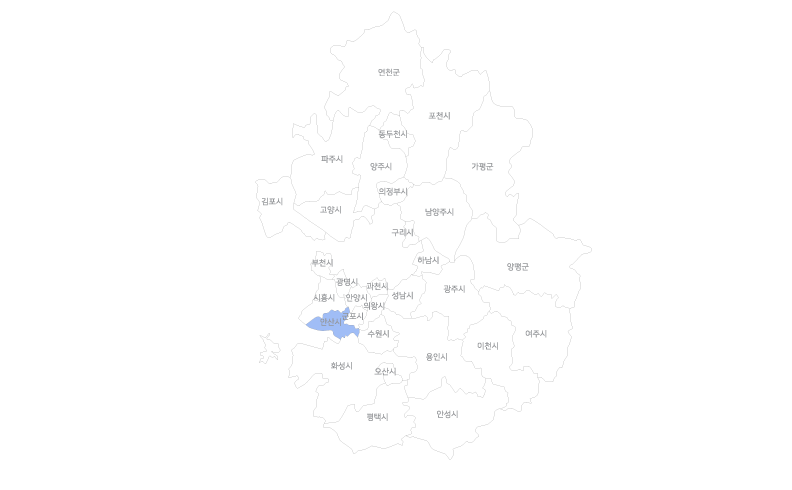 연천군
포천시
동두천시
파주시
양주시
가평군
의정부시
김포시
고양시
남양주시
구리시
하남시
부천시
양평군
광명시
과천시
광주시
시흥시
안양시
성남시
의왕시
군포시
안산시
수원시
여주시
이천시
용인시
화성시
오산시
평택시
안성시